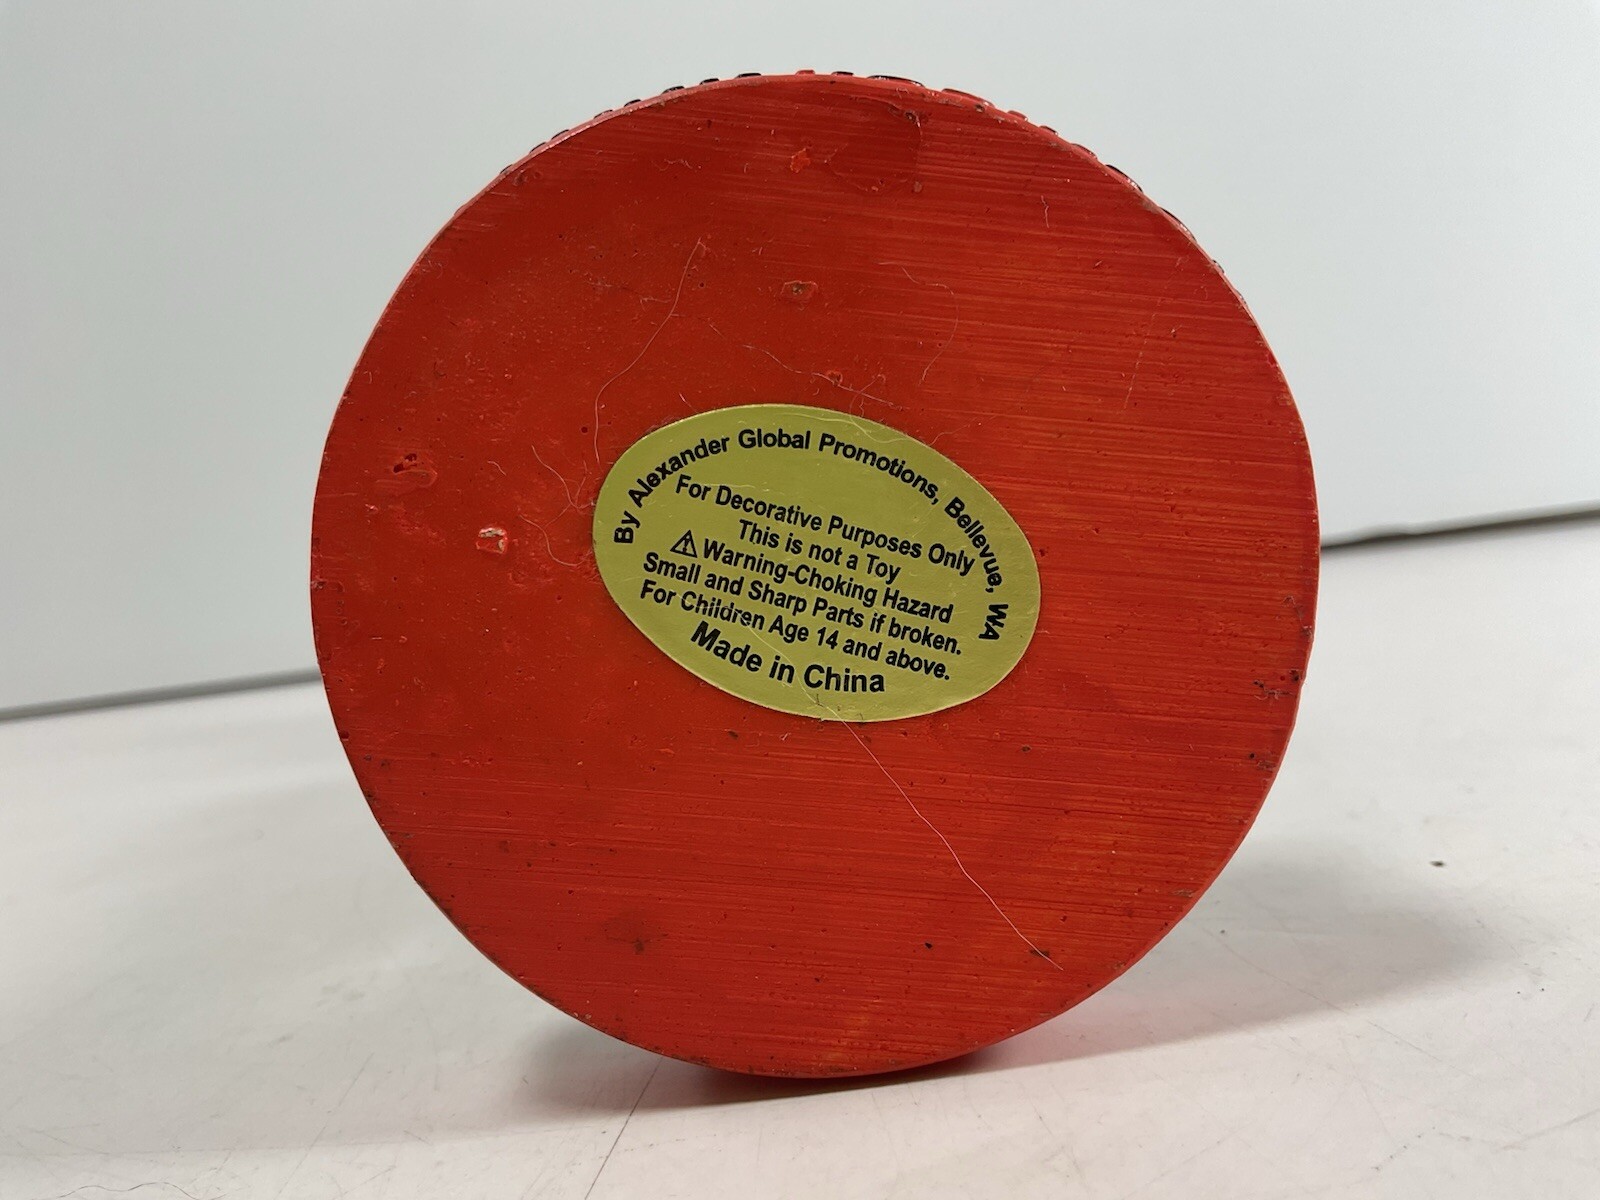 By Alexander Global Promotions, Bellevue, WA
For Decorative Purposes Only
This is not a Toy
Warning-Choking Hazard
Small and Sharp Parts if broken.
For Children Age 14 and above.
Made in China